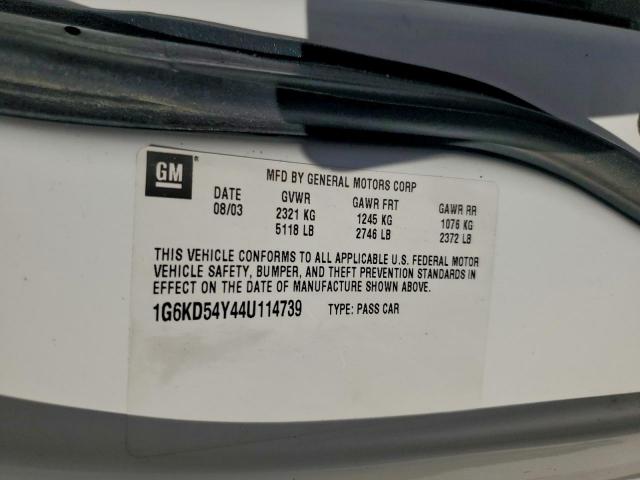 GM®
MFD BY GENERAL MOTORS CORP
DATE GVWR GAWR FRT GAWR RR
08/03 2321 KG 1245 KG 1076 KG
5118 LB 2746 LB 2372 LB
THIS VEHICLE CONFORMS TO ALL APPLICABLE U.S. FEDERAL MOTOR
VEHICLE SAFETY, BUMPER, AND THEFT PREVENTION STANDARDS IN
EFFECT ON THE DATE OF MANUFACTURE SHOWN ABOVE.
1G6KD54Y44U114739 TYPE: PASS CAR